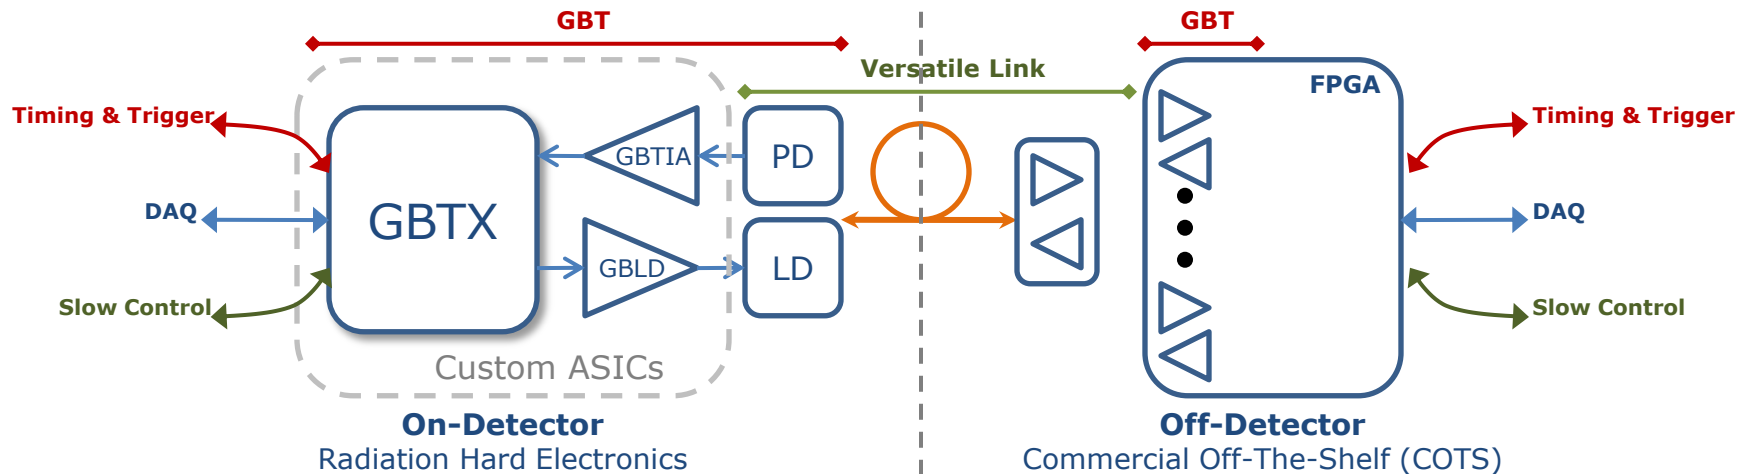 GBT
GBT
Versatile Link
FPGA
Timing & Trigger
Timing & Trigger
GBTIA
PD
DAQ
GBTX
DAQ
GBLD
LD
Slow Control
Slow Control
Custom ASICs
On-Detector
Off-Detector
Radiation Hard Electronics
Commercial Off-The-Shelf (COTS)